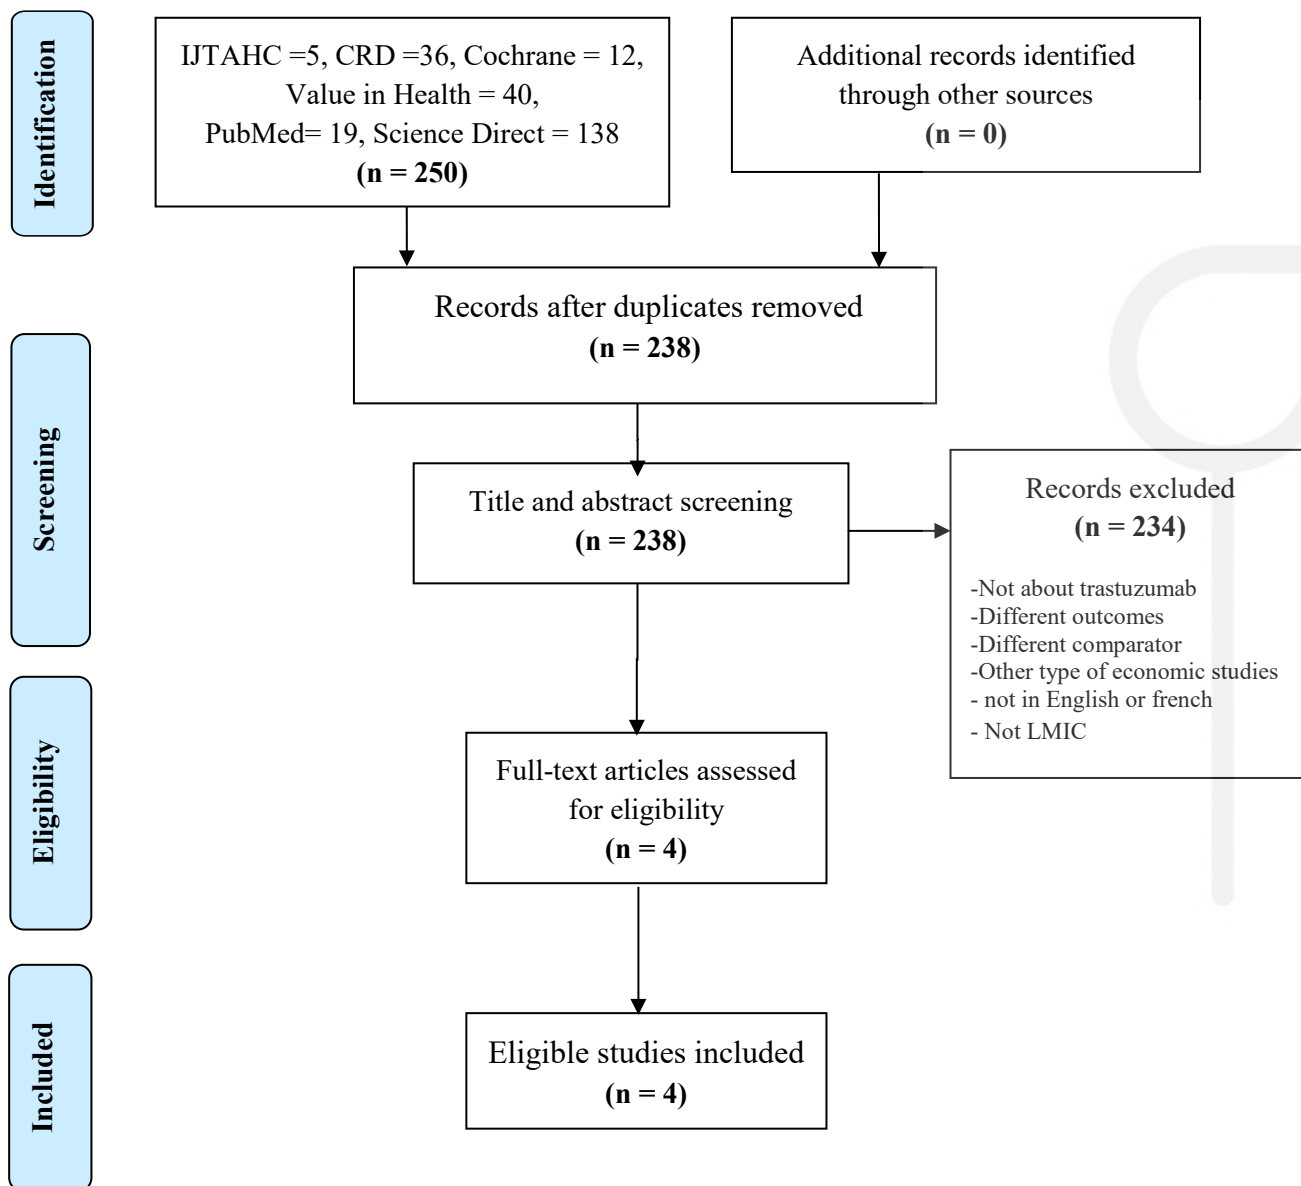 Identification
IJTAHC =5, CRD =36, Cochrane = 12,
Value in Health = 40,
PubMed= 19, Science Direct = 138
(n = 250)
Additional records identified
through other sources
(n = 0)
Records after duplicates removed
(n = 238)
Screening
Title and abstract screening
(n = 238)
Records excluded
(n = 234)
-Not about trastuzumab
-Different outcomes
-Different comparator
-Other type of economic studies
- not in English or french
- Not LMIC
Eligibility
Full-text articles assessed
for eligibility
(n = 4)
Included
Eligible studies included
(n = 4)